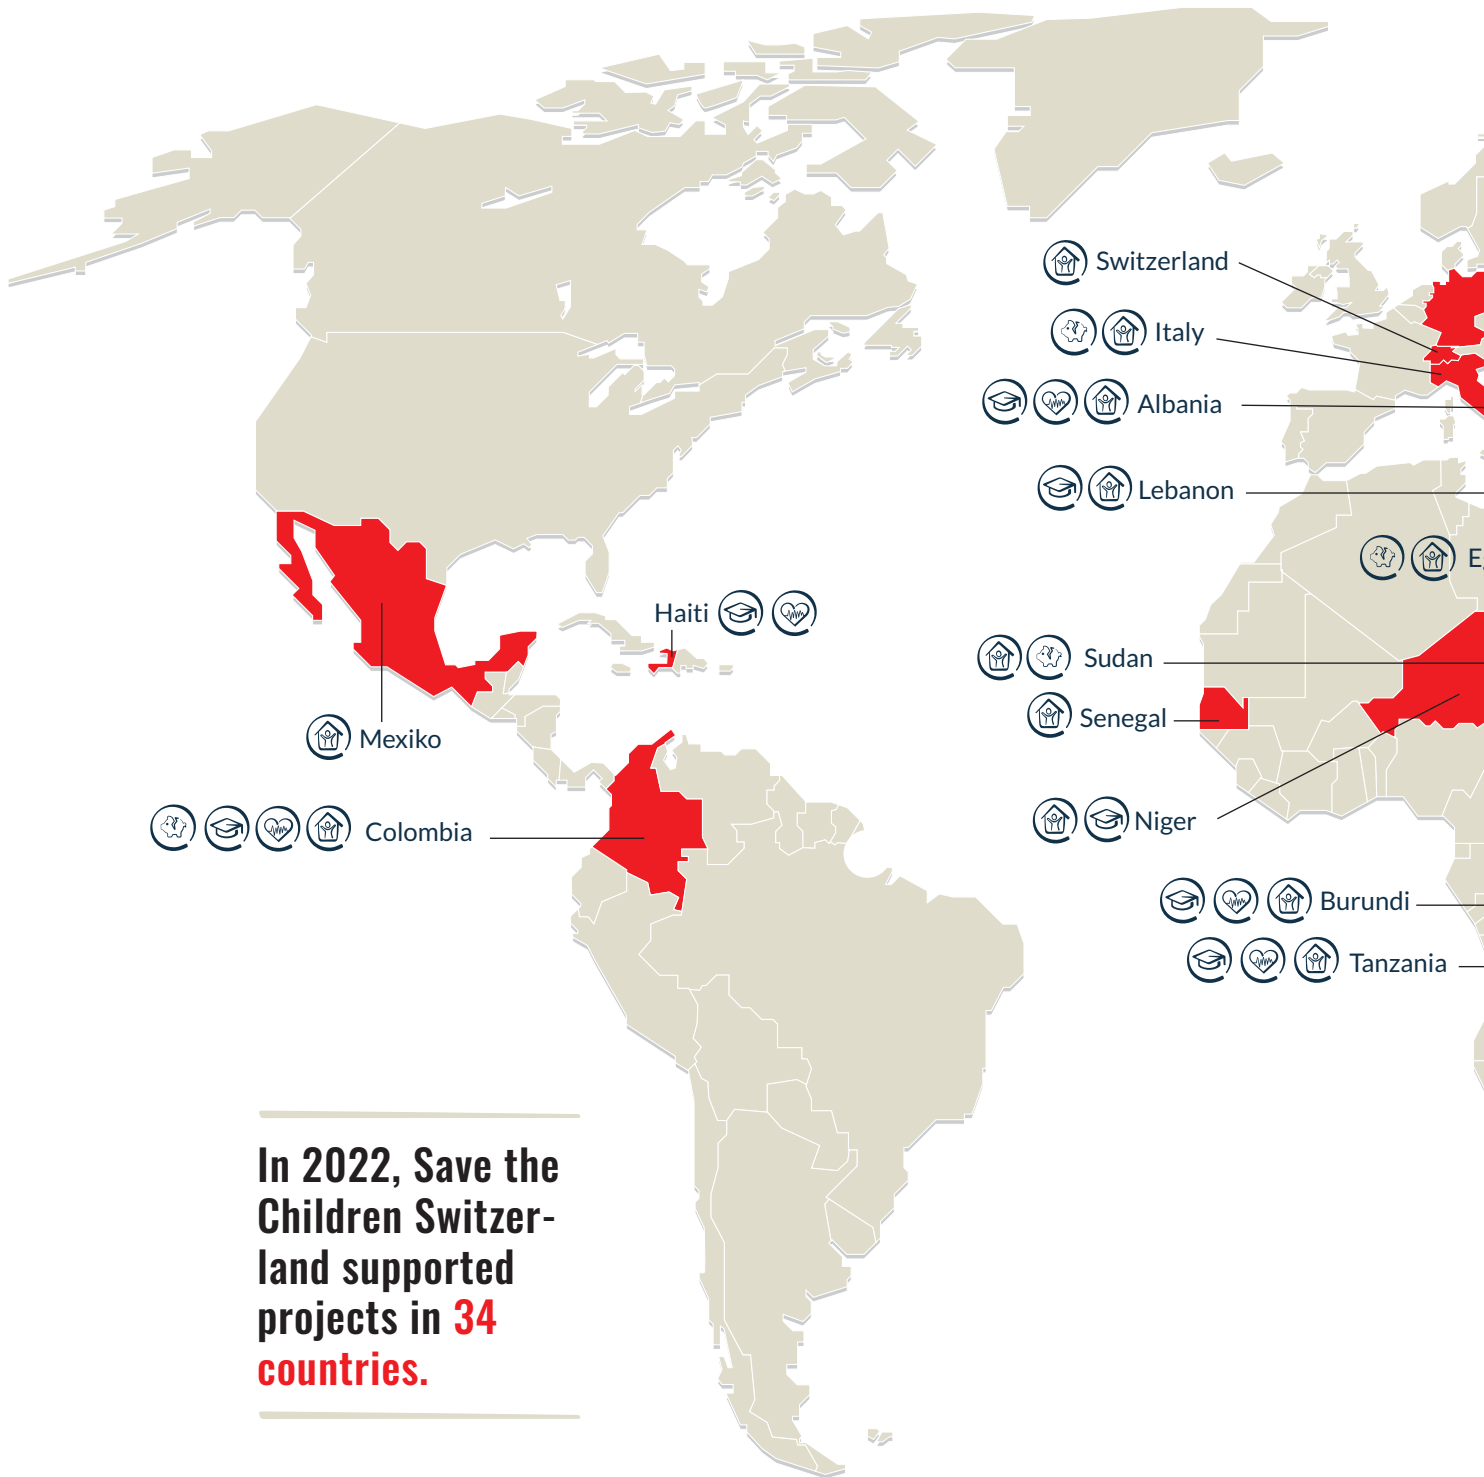 Switzerland
Italy
Albania
Lebanon
Haiti
Sudan
Senegal
Mexiko
Niger
Colombia
Burundi
Tanzania
In 2022, Save the
Children Switzer-
land supported
projects in 34
countries.